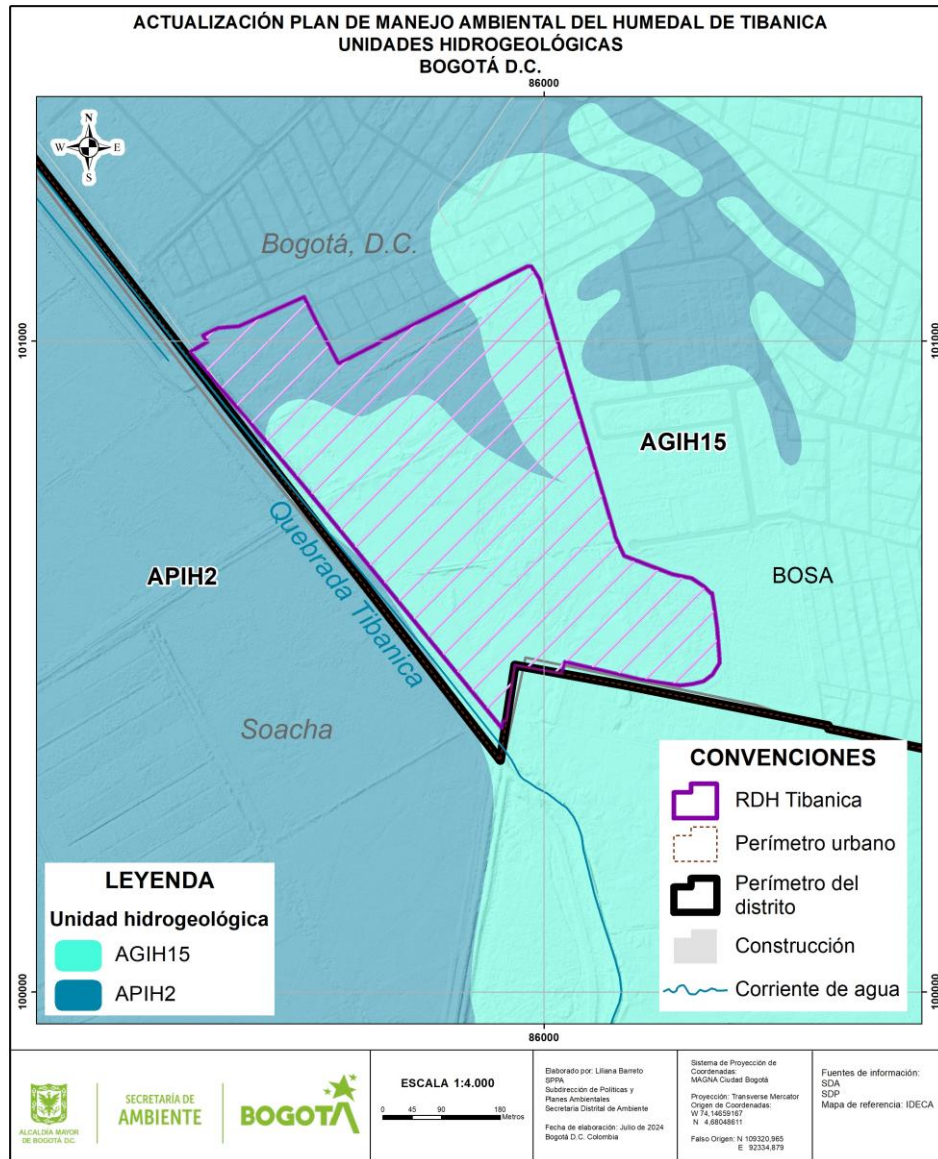 ACTUALIZACIÓN PLAN DE MANEJO AMBIENTAL DEL HUMEDAL DE TIBANICA
UNIDADES HIDROGEOLÓGICAS
BOGOTÁ D.C.
86000
N
W E
S
Bogotá, D.C.
101000
101000
AGIH15
Quebrada Tibanica
APIH2
BOSA
Soacha
CONVENCIONES
RDH Tibanica
Perímetro urbano
Perímetro del
distrito
Construcción
Corriente de agua
LEYENDA
Unidad hidrogeológica
AGIH15
APIH2
100000
100000
86000
ALCALDÍA MAYOR
DE BOGOTÁ D.C.
SECRETARÍA DE
AMBIENTE
BOGOTÁ
ESCALA 1:4.000
0 45 90 180
Metros
Elaborado por: Liliana Barreto
SPPA
Subdirección de Políticas y
Planes Ambientales
Secretaria Distrital de Ambiente
Fecha de elaboración: Julio de 2024
Bogotá D.C. Colombia
Sistema de Proyección de
Coordenadas:
MAGNA Ciudad Bogotá
Proyección: Transverse Mercator
Origen de Coordenadas:
W 74,14659167
N 4,68048611
Falso Origen: N 109320,965
E 92334,879
Fuentes de información:
SDA
SDP
Mapa de referencia: IDECA